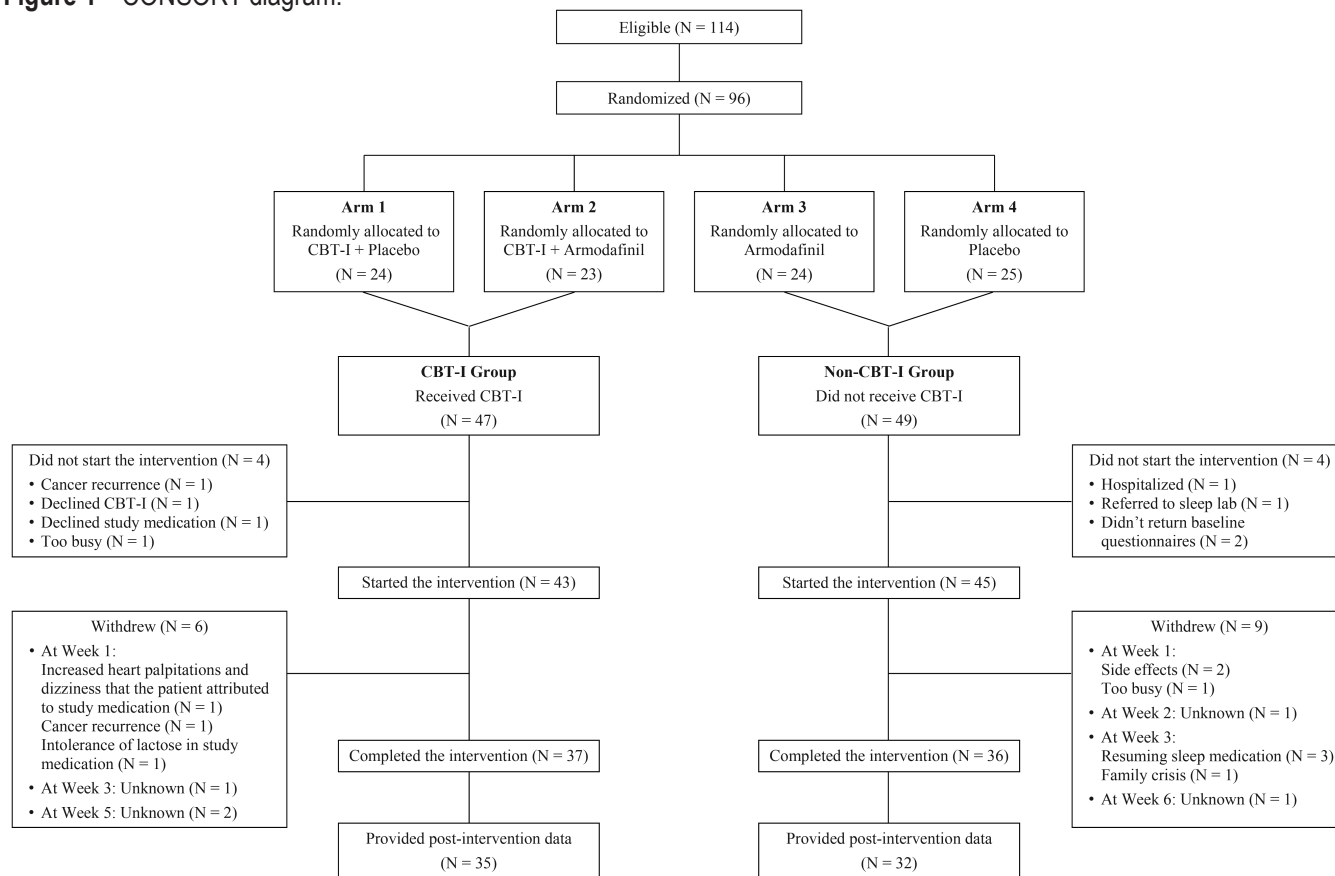 Figure 1 CONSORT diagram.
Eligible (N = 114)
Randomized (N = 96)
Arm 1
Randomly allocated to
CBT-I + Placebo
(N = 24)
Arm 2
Randomly allocated to
CBT-I + Armodafinil
(N = 23)
Arm 3
Randomly allocated to
Armodafinil
(N = 24)
Arm 4
Randomly allocated to
Placebo
(N = 25)
CBT-I Group
Received CBT-I
(N = 47)
Non-CBT-I Group
Did not receive CBT-I
(N = 49)
Did not start the intervention (N = 4)
• Cancer recurrence (N = 1)
• Declined CBT-I (N = 1)
• Declined study medication (N = 1)
• Too busy (N = 1)
Did not start the intervention (N = 4)
• Hospitalized (N = 1)
• Referred to sleep lab (N = 1)
• Didn't return baseline
questionnaires (N = 2)
Started the intervention (N = 43)
Started the intervention (N = 45)
Withdrew (N = 6)
• At Week 1:
Increased heart palpitations and
dizziness that the patient attributed
to study medication (N = 1)
Cancer recurrence (N = 1)
Intolerance of lactose in study
medication (N = 1)
• At Week 3: Unknown (N = 1)
• At Week 5: Unknown (N = 2)
Withdrew (N = 9)
• At Week 1:
Side effects (N = 2)
Too busy (N = 1)
• At Week 2: Unknown (N = 1)
• At Week 3:
Resuming sleep medication (N = 3)
Family crisis (N = 1)
• At Week 6: Unknown (N = 1)
Completed the intervention (N = 37)
Completed the intervention (N = 36)
Provided post-intervention data
(N = 35)
Provided post-intervention data
(N = 32)